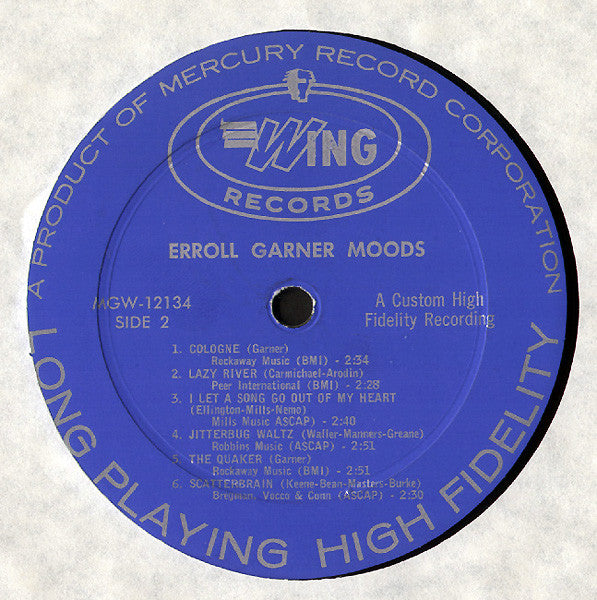 A PRODUCT OF MERCURY RECORD CORPORATION
WING
RECORDS
ERROLL GARNER MOODS
MGW-12134
SIDE 2
A Custom High
Fidelity Recording
1. COLOGNE (Garner)
Rockaway Music (BMI) - 2:34
2. LAZY RIVER (Carmichael-Arodin)
Peer International (BMI) - 2:28
3. I LET A SONG GO OUT OF MY HEART
(Ellington-Mills-Nemo)
Mills Music ASCAP) - 2:40
4. JITTERBUG WALTZ (Waller-Manners-Greane)
Robbins Music (ASCAP) - 2:51
5. THE QUAKER (Garner)
Rockaway Music (BMI) - 2:51
6. SCATTERBRAIN (Keene-Bean-Masters-Burke)
Bregman, Vocco & Conn (ASCAP) - 2:30
LONG PLAYING HIGH FIDELITY